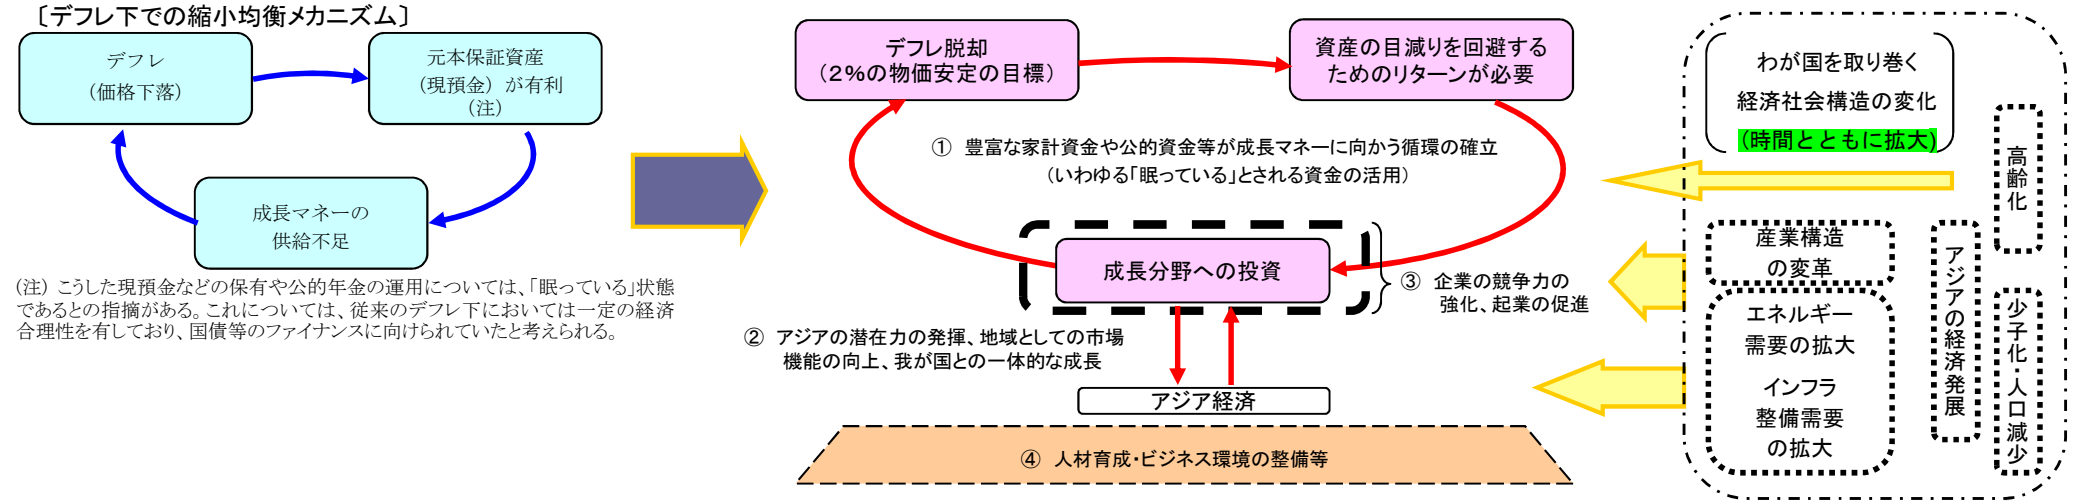 〔デフレ下での縮小均衡メカニズム〕
デフレ
(価格下落)
元本保証資産
(現預金）が有利
（注）
成長マネーの
供給不足
(注）こうした現預金などの保有や公的年金の運用については、「眠っている」状態
であるとの指摘がある。これについては、従来のデフレ下においては一定の経済
合理性を有しており、国債等のファイナンスに向けられていたと考えられる。
デフレ脱却
（２％の物価安定の目標）
資産の目減りを回避する
ためのリターンが必要
① 豊富な家計資金や公的資金等が成長マネーに向かう循環の確立
（いわゆる「眠っている」とされる資金の活用）
成長分野への投資
③ 企業の競争力の
強化、起業の促進
② アジアの潜在力の発揮、地域としての市場
機能の向上、我が国との一体的な成長
アジア経済
④ 人材育成・ビジネス環境の整備等
わが国を取り巻く
経済社会構造の変化
(時間とともに拡大)
高齢化
産業構造
の変革
エネルギー
需要の拡大
インフラ
整備需要
の拡大
アジアの経済発展
少子化・人口減少